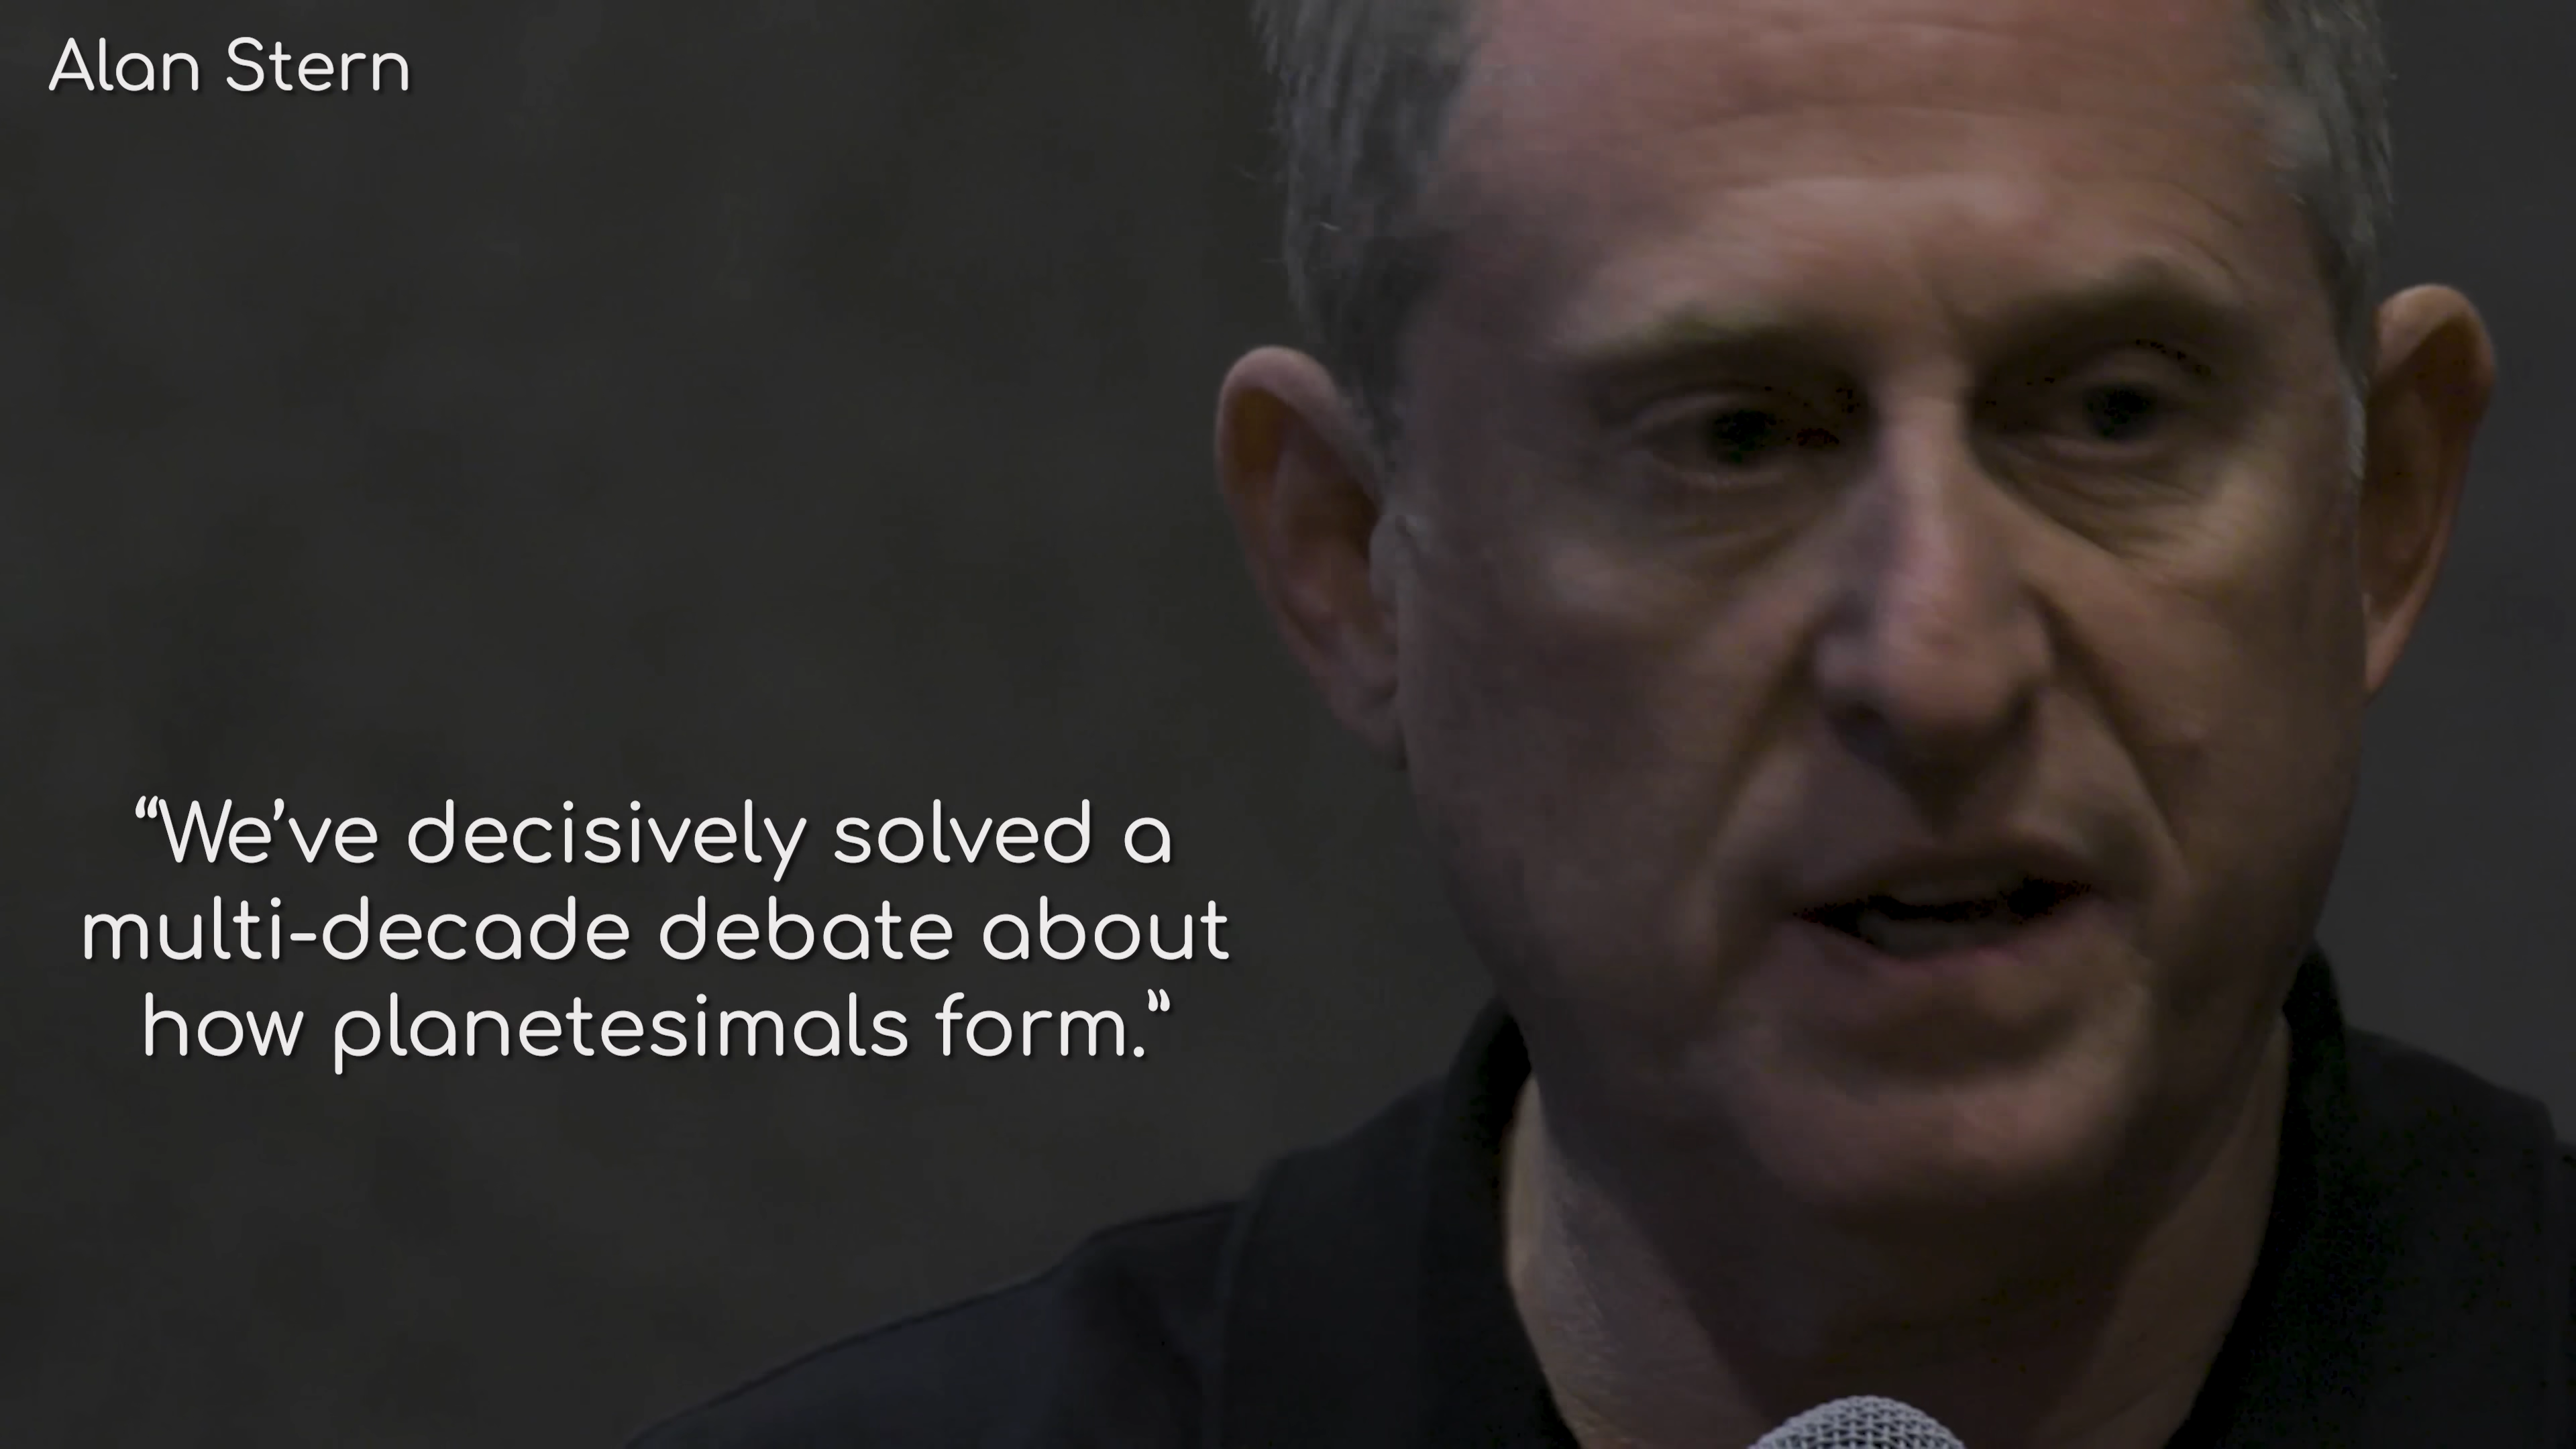 Alan Stern
“We’ve decisively solved a
multi-decade debate about
how planetesimals form.”